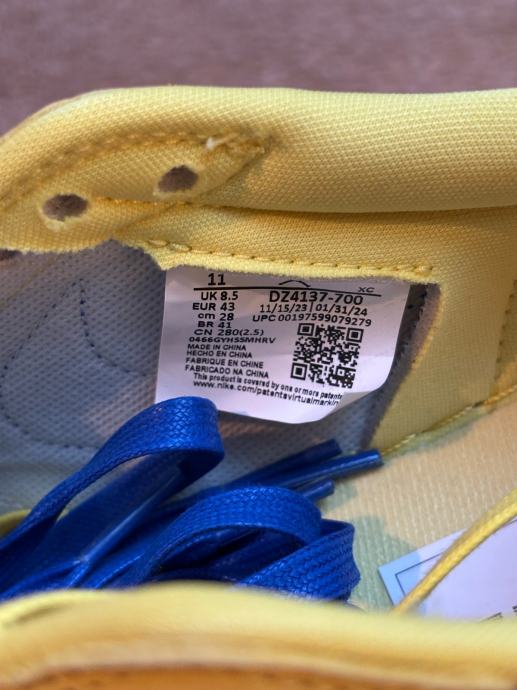 11
XC
UK 8.5 DZ4137-700
EUR 43 11/15/23 01/31/24
cm 28 UPC 00197599079279
BR 41
CN 280(2.5)
0466GYHSSMHRV
MADE IN CHINA
HECHO EN CHINA
FABRIQUE EN CHINE
FABRICADO NA CHINA
This product is covered by one or more patents
www.nike.com/patentsvirtualmarkin